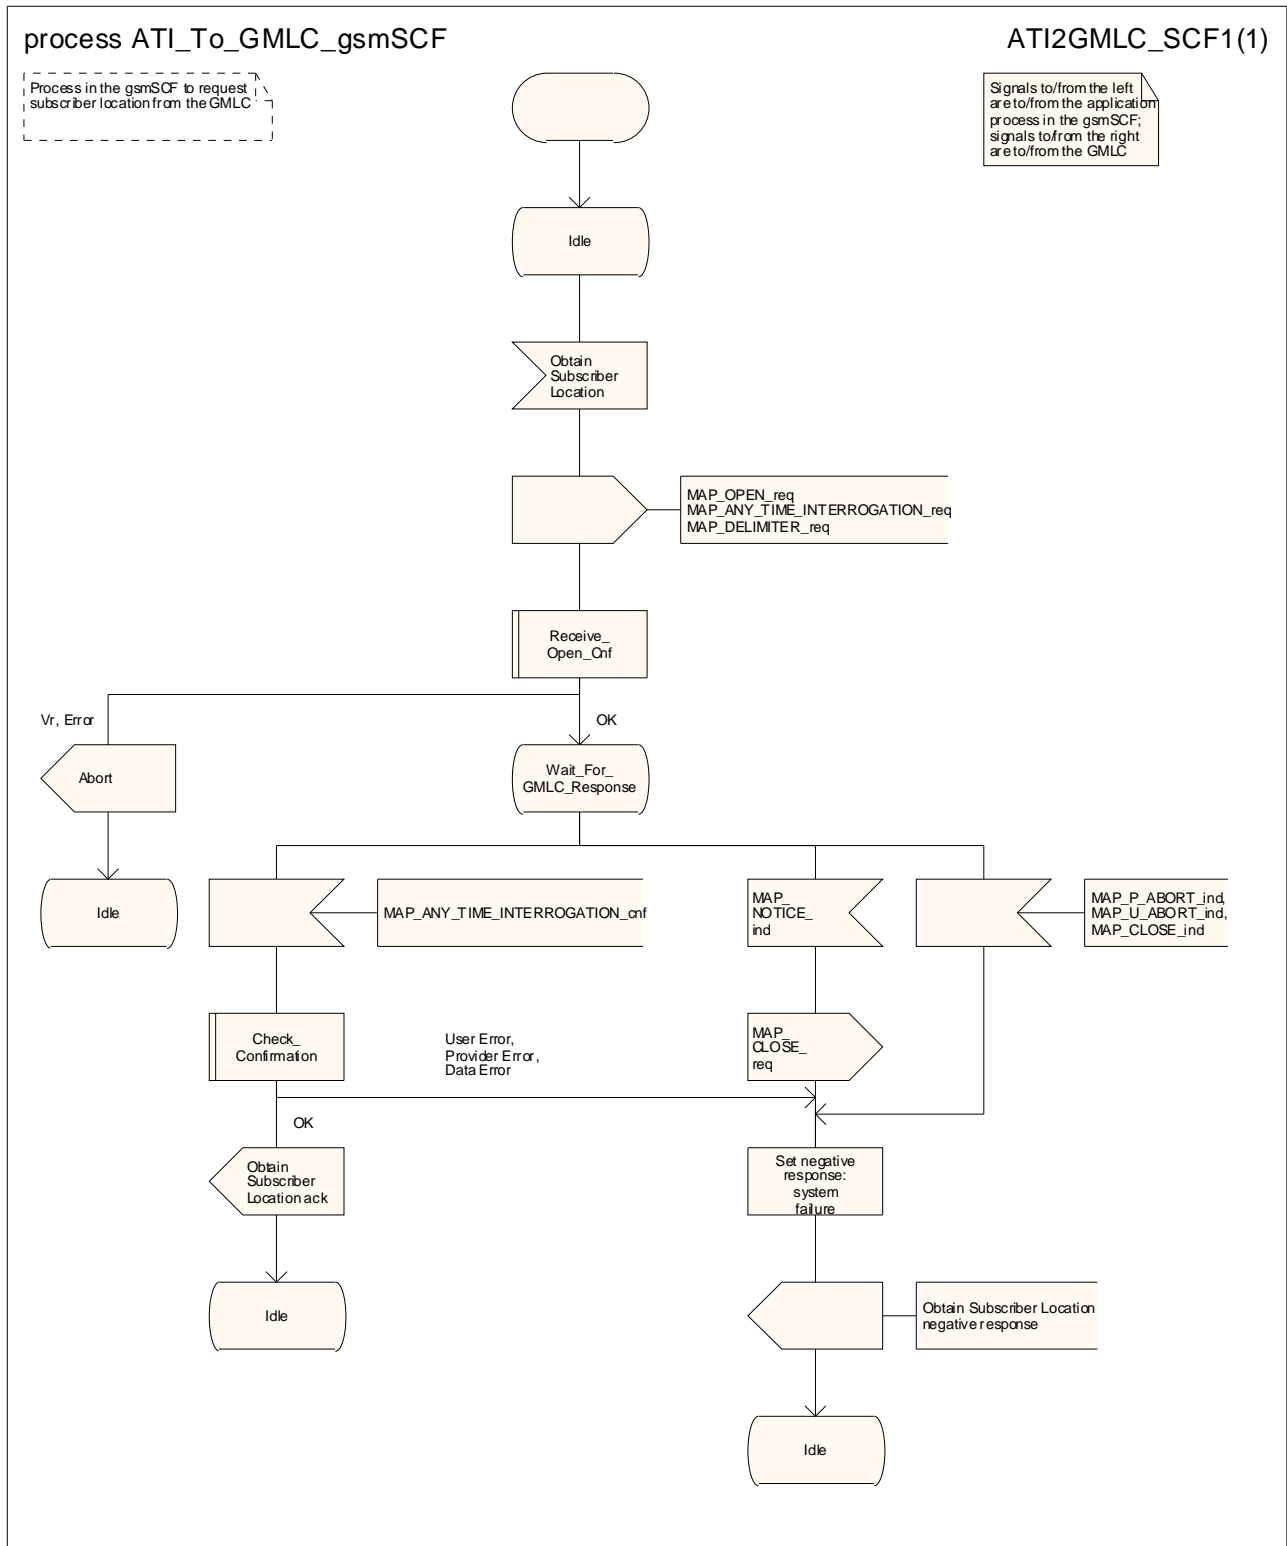 process ATI_To_GMLC_gsmSCF
ATI2GMLC_SCF1(1)
Process in the gsmSCF to request
subscriber location from the GMLC
Signals to/from the left
are to/from the application
process in the gsmSCF;
signals to/from the right
are to/from the GMLC
Idle
Obtain
Subscriber
Location
MAP_OPEN_req
MAP_ANY_TIME_INTERROGATION_req
MAP_DELIMITER_req
Receive_
Open_Cnf
Vr, Error
OK
Abort
Wait_For_
GMLC_Response
Idle
MAP_ANY_TIME_INTERROGATION_cnf
MAP_
NOTICE_
ind
MAP_P_ABORT_ind,
MAP_U_ABORT_ind,
MAP_CLOSE_ind
Check_
Confirmation
User Error,
Provider Error,
Data Error
MAP_
CLOSE_
req
OK
Obtain
Subscriber
Location ack
Set negative
response:
system
failure
Idle
Obtain Subscriber Location
negative response
Idle